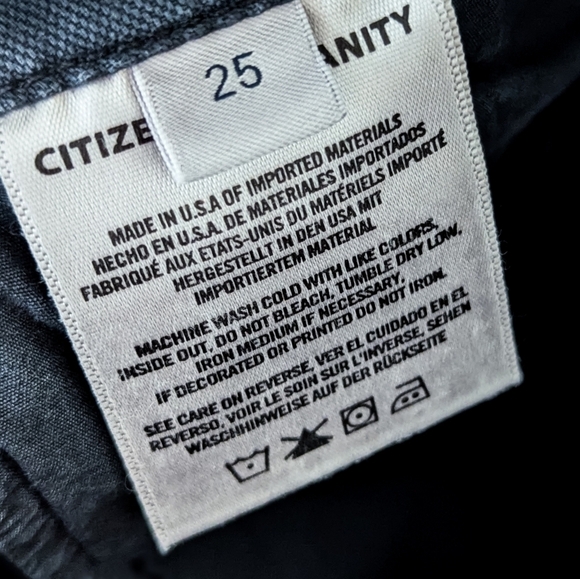 25
CITIZE ANITY
MADE IN U.S.A OF IMPORTED MATERIALS
HECHO EN U.S.A. DE MATERIALES IMPORTADOS
FABRIQUÉ AUX ETATS-UNIS DU MATÉRIELS IMPORTÉ
HERGESTELLT IN DEN USA MIT
IMPORTIERTEM MATERIAL
MACHINE WASH COLD WITH LIKE COLORS,
INSIDE OUT, DO NOT BLEACH, TUMBLE DRY LOW,
IRON MEDIUM IF NECESSARY.
IF DECORATED OR PRINTED DO NOT IRON.
SEE CARE ON REVERSE, VER EL CUIDADO EN EL
REVERSO, VOIR LE SOIN SUR L'INVERSE, SEHEN
WASCHHINWEISE AUF DER RÜCKSEITE